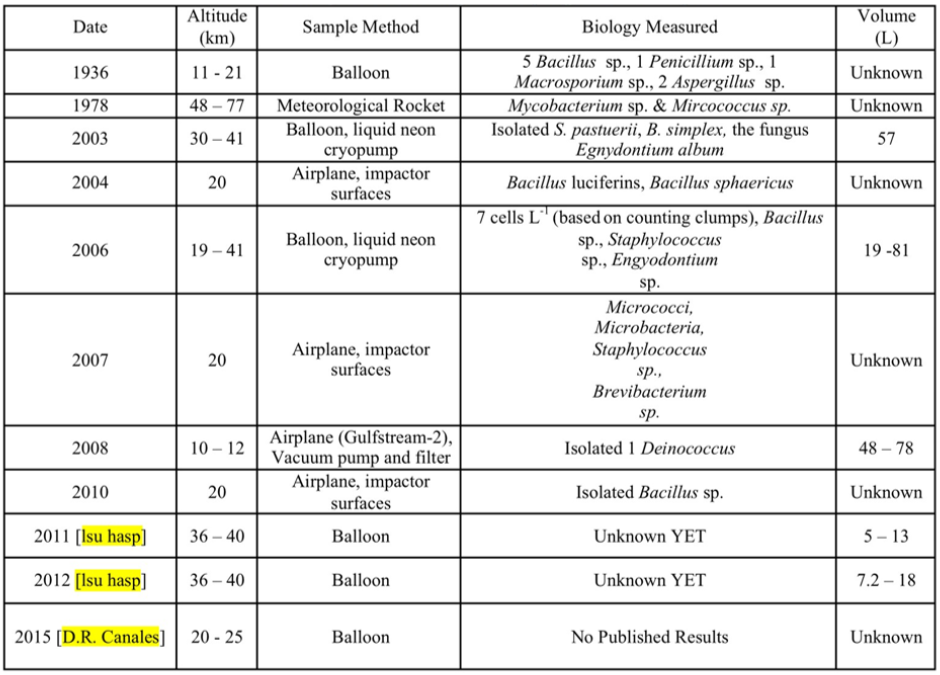 Date Altitude (km) Sample Method Biology Measured Volume (L)
1936 11 - 21 Balloon 5 Bacillus sp., 1 Penicillium sp., 1
Macrosporium sp., 2 Aspergillus sp. Unknown
1978 48 – 77 Meteorological Rocket Mycobacterium sp. & Mircococcus sp. Unknown
2003 30 – 41 Balloon, liquid neon
cryopump Isolated S. pastuerii, B. simplex, the fungus
Egnydontium album 57
2004 20 Airplane, impactor
surfaces Bacillus luciferins, Bacillus sphaericus Unknown
2006 19 – 41 Balloon, liquid neon
cryopump 7 cells L⁻¹ (based on counting clumps), Bacillus
sp., Staphylococcus
sp., Engyodontium
sp. 19 -81
2007 20 Airplane, impactor
surfaces Micrococci,
Microbacteria,
Staphylococcus
sp.,
Brevibacterium
sp. Unknown
2008 10 – 12 Airplane (Gulfstream-2),
Vacuum pump and filter Isolated 1 Deinococcus 48 – 78
2010 20 Airplane, impactor
surfaces Isolated Bacillus sp. Unknown
2011 [lsu hasp] 36 – 40 Balloon Unknown YET 5 – 13
2012 [lsu hasp] 36 – 40 Balloon Unknown YET 7.2 – 18
2015 [D.R. Canales] 20 - 25 Balloon No Published Results Unknown